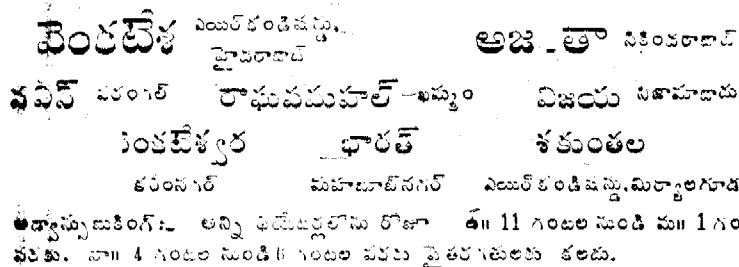 వెంకటేశ ఎయిర్ కండిషన్డు, హైదరాబాద్ అజంతా సికింద్రాబాద్
నవీన్ వరంగల్ రాఘవమహల్ ఖమ్మం విజయ నిజామాబాదు
వెంకటేశ్వర భారత్ శకుంతల
కరీంనగర్ మహబూబ్‌నగర్ ఎయిర్ కండిషన్డు, మిర్యాలగూడ
అడ్వాన్సుబుకింగ్:- అన్ని థియేటర్లలోను రోజూ ఉ॥ 11 గంటల నుండి మ॥ 1 గం
వరకు. సా॥ 4 గంటల నుండి 6 గంటల వరకు పై తరగతులకు కలదు.